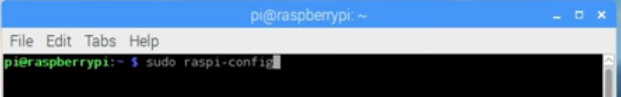 pi@raspberrypi: ~
File Edit Tabs Help
pi@raspberrypi:~ $ sudo raspi-config